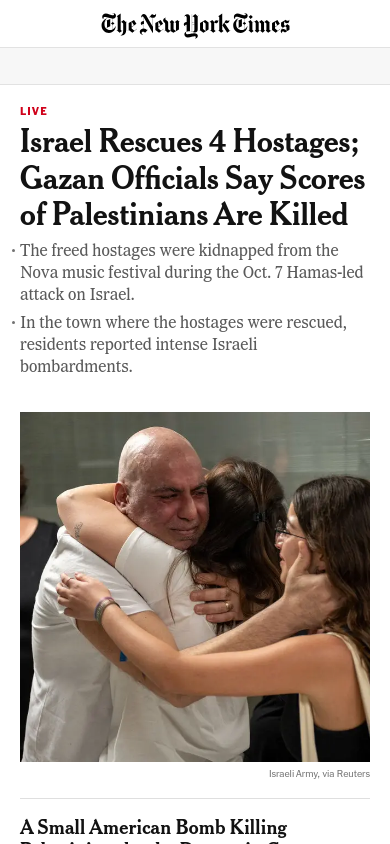 The New York Times
LIVE
Israel Rescues 4 Hostages;
Gazan Officials Say Scores
of Palestinians Are Killed
· The freed hostages were kidnapped from the
Nova music festival during the Oct. 7 Hamas-led
attack on Israel.
· In the town where the hostages were rescued,
residents reported intense Israeli
bombardments.
Israeli Army, via Reuters
A Small American Bomb Killing